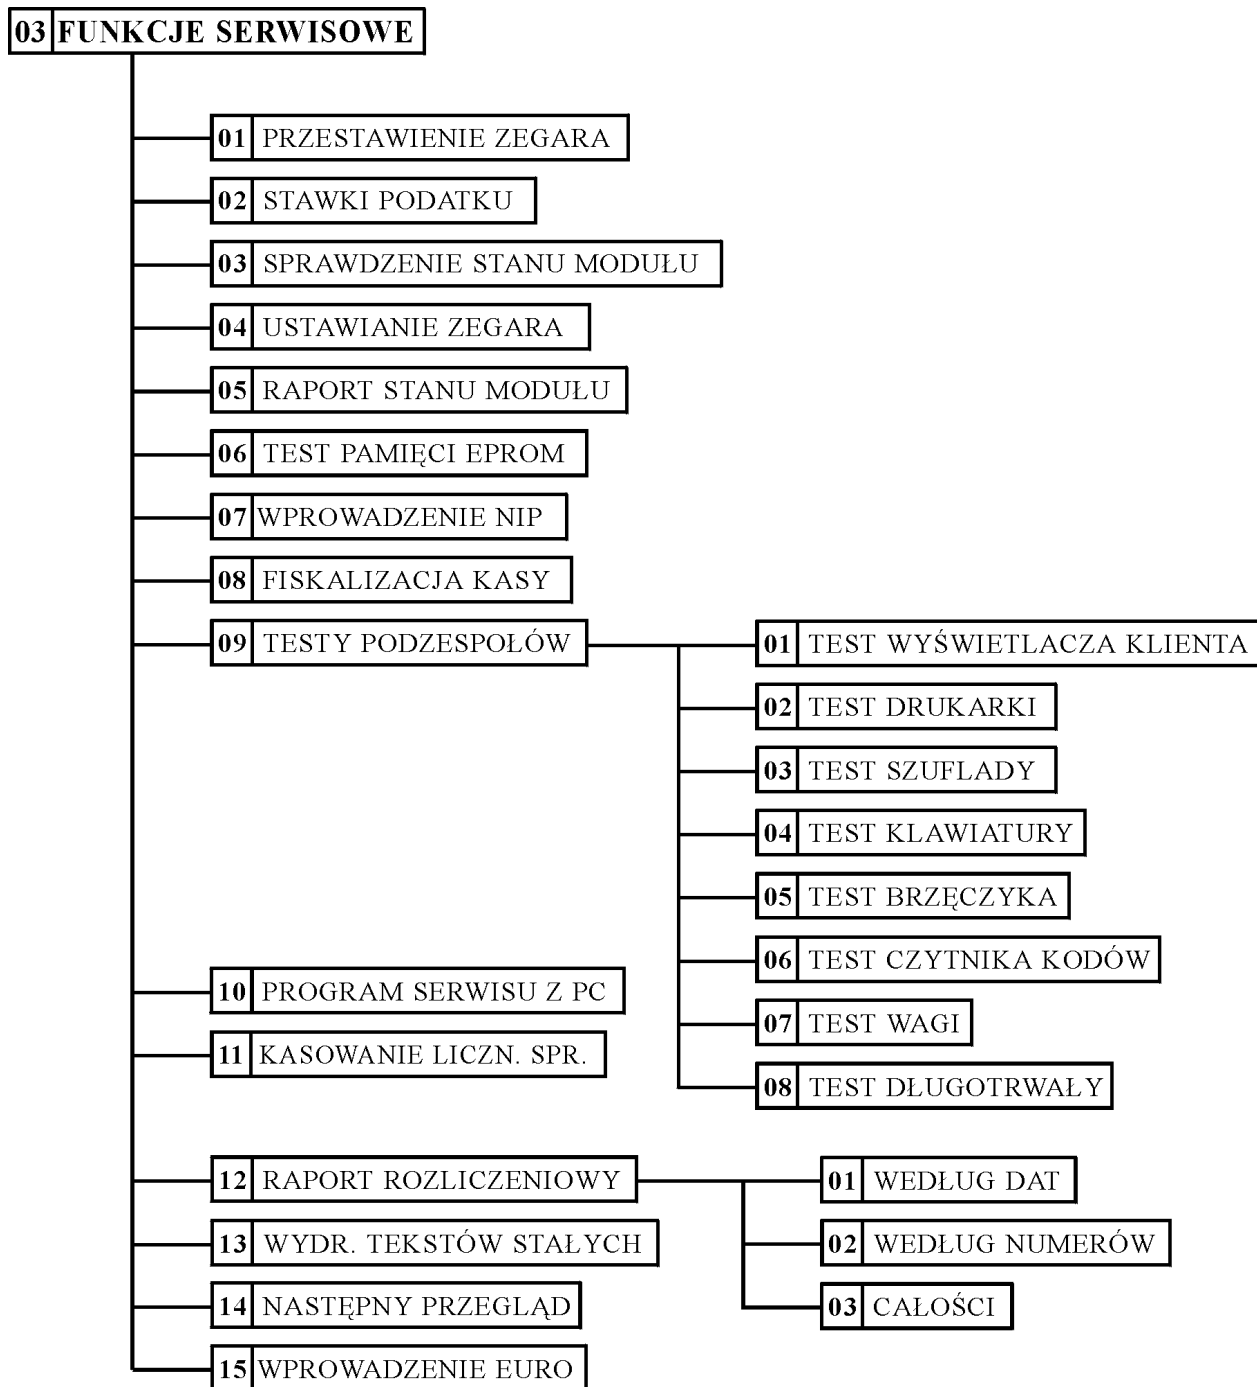 03 FUNKCJE SERWISOWE
01 PRZESTAWIENIE ZEGARA
02 STAWKI PODATKU
03 SPRAWDZENIE STANU MODUŁU
04 USTAWIANIE ZEGARA
05 RAPORT STANU MODUŁU
06 TEST PAMIĘCI EPROM
07 WPROWADZENIE NIP
08 FISKALIZACJA KASY
09 TESTY PODZESPOŁÓW
01 TEST WYŚWIETLACZA KLIENTA
02 TEST DRUKARKI
03 TEST SZUFLADY
04 TEST KLAWIATURY
05 TEST BRZĘCZYKA
06 TEST CZYTNIKA KODÓW
07 TEST WAGI
08 TEST DŁUGOTRWAŁY
10 PROGRAM SERWISU Z PC
11 KASOWANIE LICZN. SPR.
12 RAPORT ROZLICZENIOWY
01 WEDŁUG DAT
02 WEDŁUG NUMERÓW
03 CAŁOŚCI
13 WYDR. TEKSTÓW STAŁYCH
14 NASTĘPNY PRZEGLĄD
15 WPROWADZENIE EURO